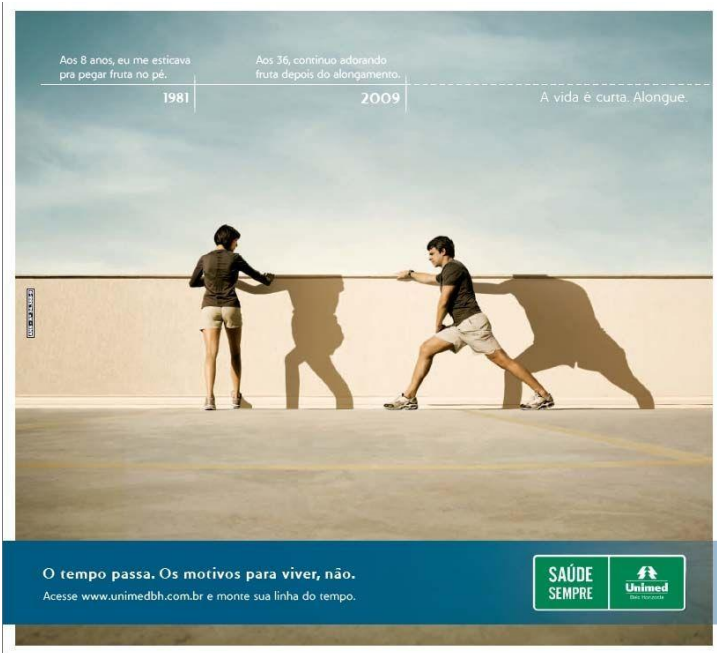 Aos 8 anos, eu me esticava
pra pegar fruta no pé.
1981
Aos 36, continuo adorando
fruta depois do alongamento.
2009
A vida é curta. Alongue.
O tempo passa. Os motivos para viver, não.
Acesse www.unimedbh.com.br e monte sua linha do tempo.
SAÚDE
SEMPRE
Unimed
Belo Horizonte